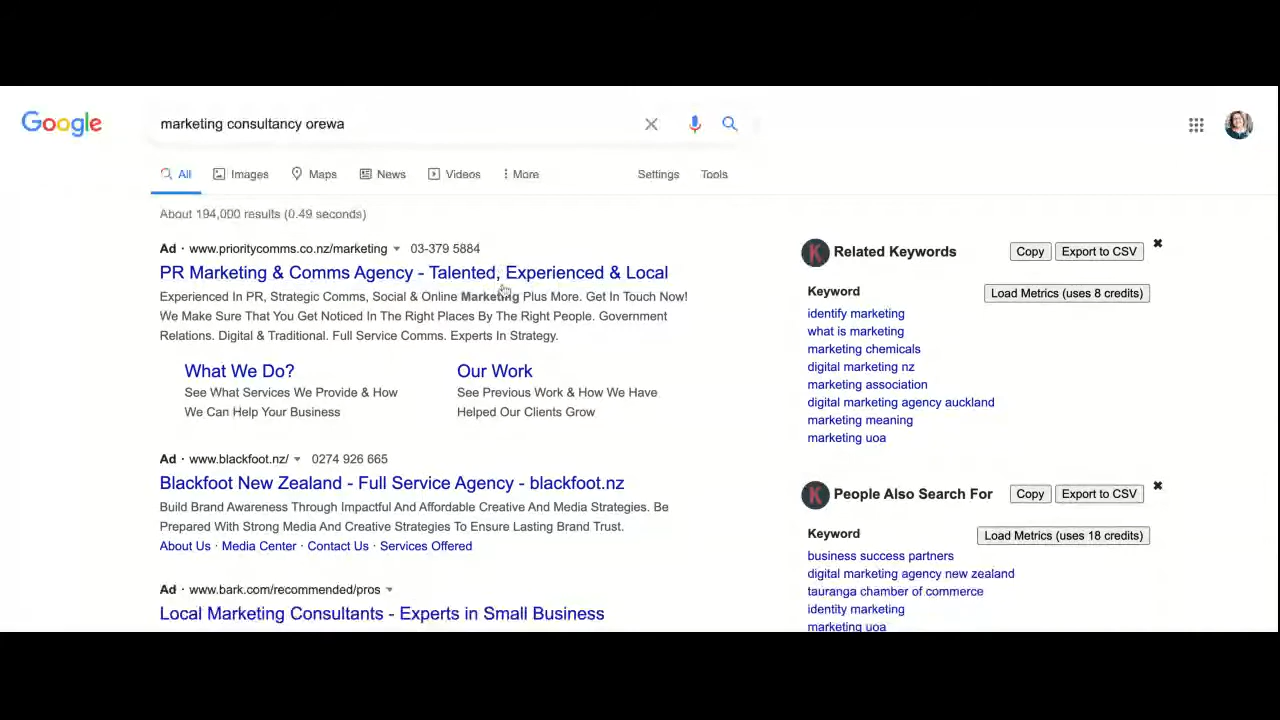 Google
marketing consultancy orewa
All
Images
Maps
News
Videos
More
Settings
Tools
About 194,000 results (0.49 seconds)
Ad · www.prioritycomms.co.nz/marketing 03-379 5884
PR Marketing & Comms Agency - Talented, Experienced & Local
Experienced In PR, Strategic Comms, Social & Online Marketing Plus More. Get In Touch Now!
We Make Sure That You Get Noticed In The Right Places By The Right People. Government
Relations. Digital & Traditional. Full Service Comms. Experts In Strategy.
What We Do?
See What Services We Provide & How
We Can Help Your Business
Our Work
See Previous Work & How We Have
Helped Our Clients Grow
Ad · www.blackfoot.nz/ 0274 926 665
Blackfoot New Zealand - Full Service Agency - blackfoot.nz
Build Brand Awareness Through Impactful And Affordable Creative And Media Strategies. Be
Prepared With Strong Media And Creative Strategies To Ensure Lasting Brand Trust.
About Us · Media Center · Contact Us · Services Offered
Ad · www.bark.com/recommended/pros
Local Marketing Consultants - Experts in Small Business
K Related Keywords
Copy
Export to CSV
Keyword
Load Metrics (uses 8 credits)
identify marketing
what is marketing
marketing chemicals
digital marketing nz
marketing association
digital marketing agency auckland
marketing meaning
marketing uoa
K People Also Search For
Copy
Export to CSV
Keyword
Load Metrics (uses 18 credits)
business success partners
digital marketing agency new zealand
tauranga chamber of commerce
identity marketing
marketing uoa